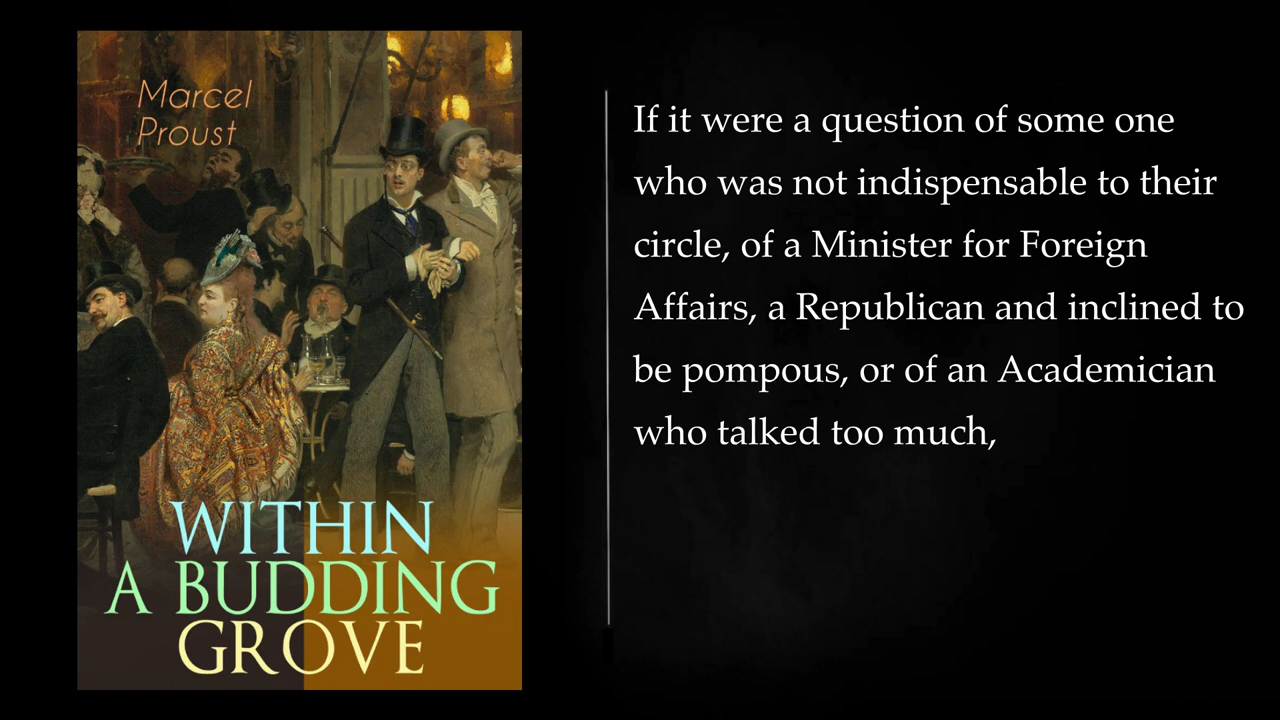 Marcel
Proust
WITHIN
A BUDDING
GROVE
If it were a question of some one
who was not indispensable to their
circle, of a Minister for Foreign
Affairs, a Republican and inclined to
be pompous, or of an Academician
who talked too much,